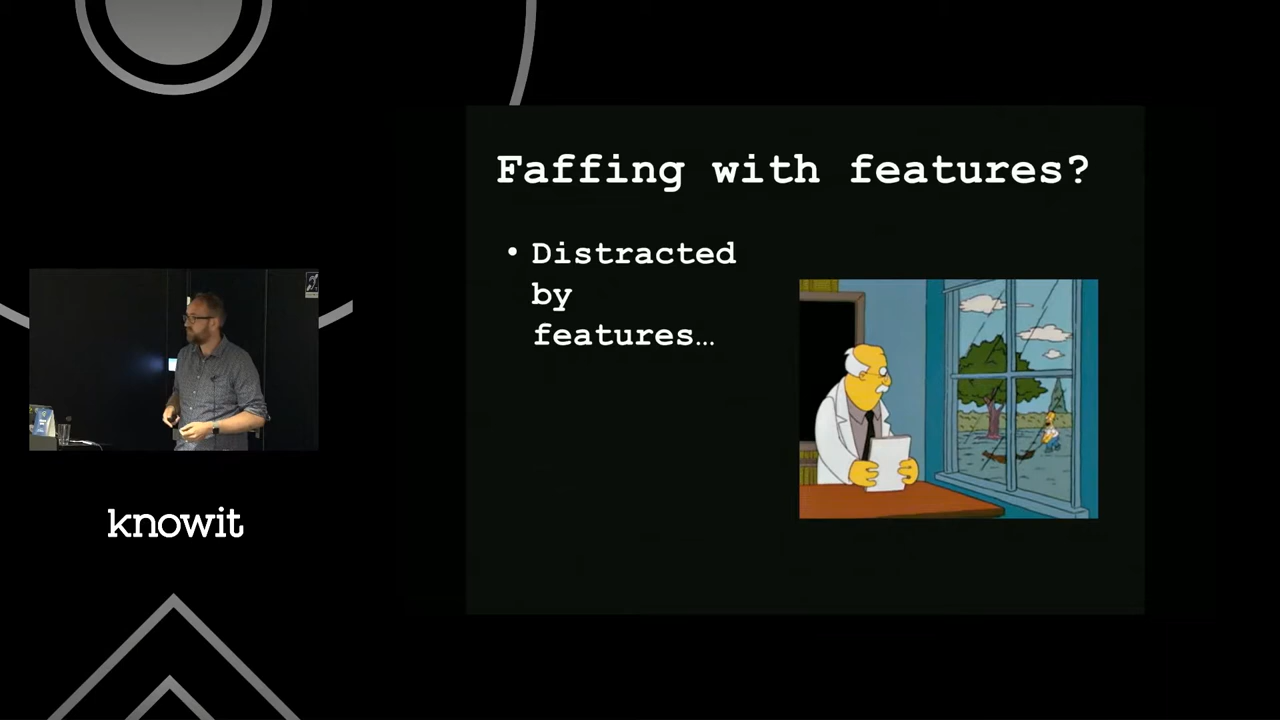 Faffing with features?
• Distracted
by
features…
knowit